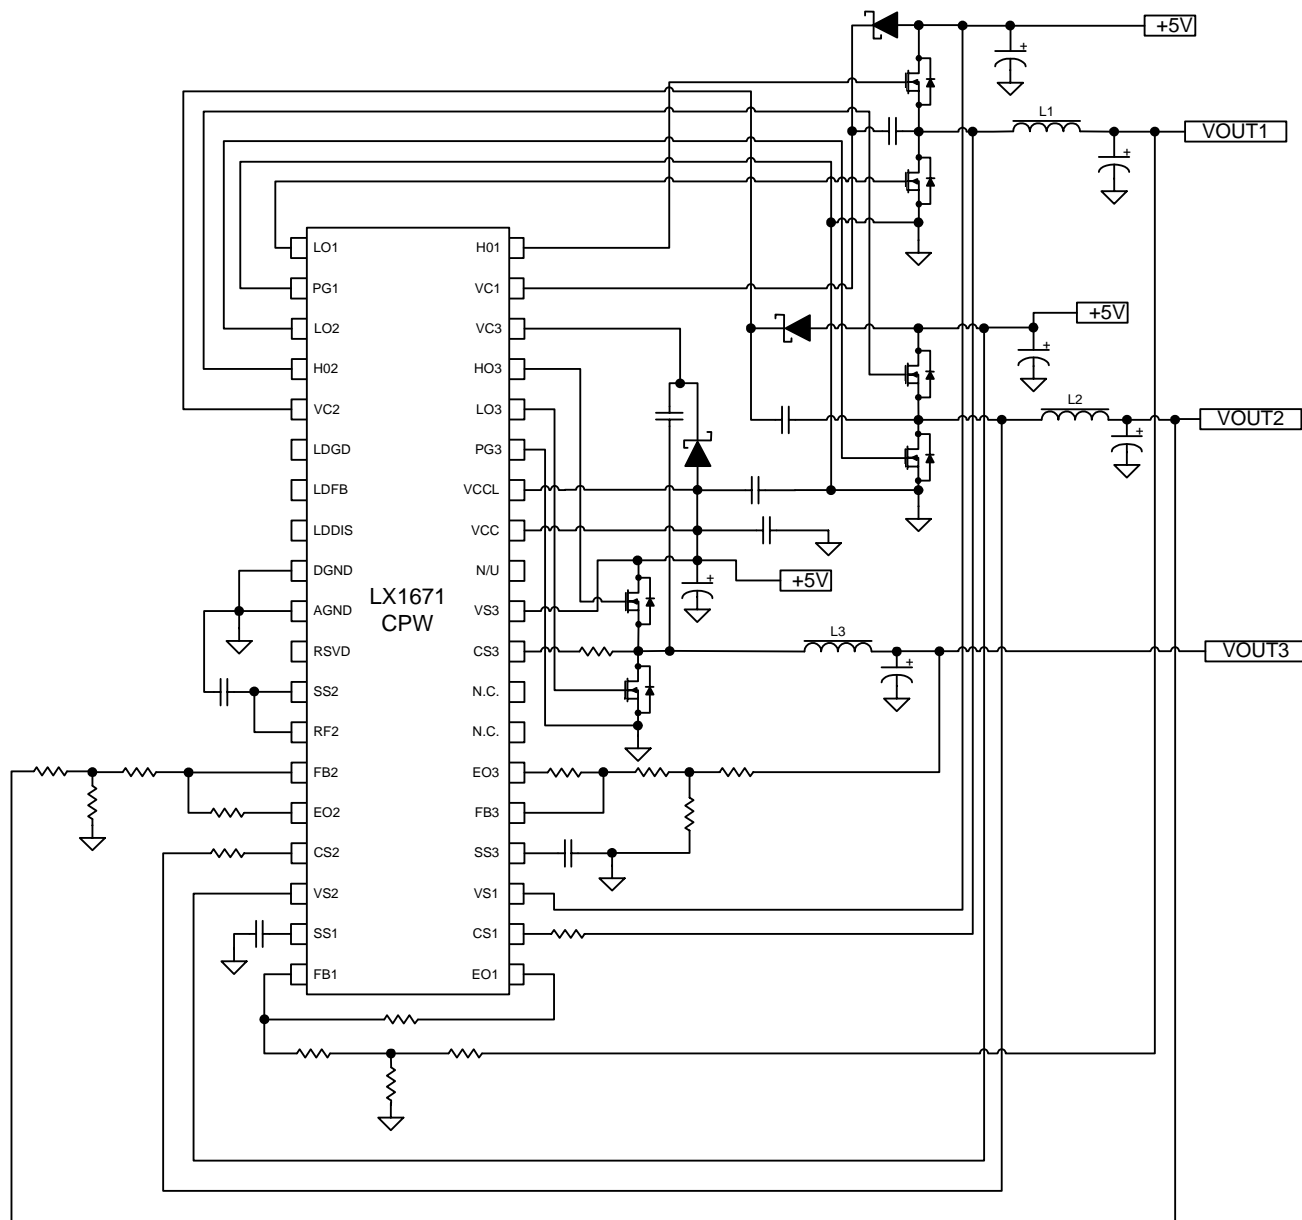 +5V
+
L1
VOUT1
+
LO1
H01
PG1
VC1
+5V
LO2
VC3
+
H02
HO3
VC2
LO3
L2
VOUT2
+
LDGD
PG3
LDFB
VCCL
LDDIS
VCC
DGND
N/U
+5V
+
LX1671
CPW
AGND
VS3
L3
RSVD
CS3
VOUT3
+
SS2
N.C.
RF2
N.C.
FB2
EO3
EO2
FB3
CS2
SS3
VS2
VS1
SS1
CS1
FB1
EO1